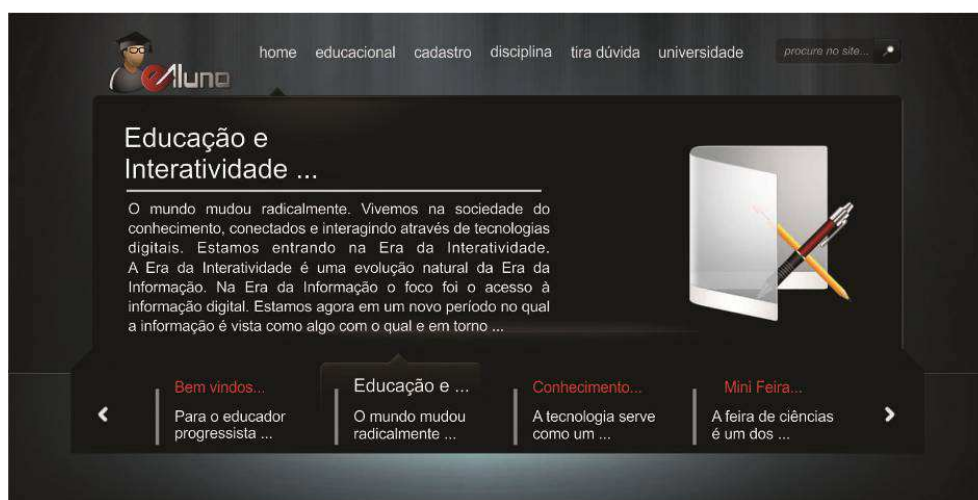 eAluno
home educacional cadastro disciplina tira dúvida universidade procure no site...
Educação e
Interatividade ...
O mundo mudou radicalmente. Vivemos na sociedade do
conhecimento, conectados e interagindo através de tecnologias
digitais. Estamos entrando na Era da Interatividade.
A Era da Interatividade é uma evolução natural da Era da
Informação. Na Era da Informação o foco foi o acesso à
informação digital. Estamos agora em um novo período no qual
a informação é vista como algo com o qual e em torno ...
Bem vindos...
Para o educador
progressista ...
Educação e ...
O mundo mudou
radicalmente ...
Conhecimento...
A tecnologia serve
como um ...
Mini Feira...
A feira de ciências
é um dos ...